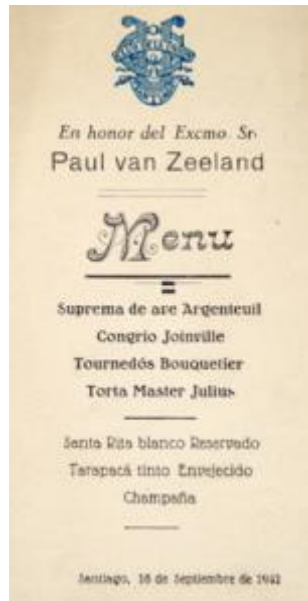 En honor del Excmo. Sr.
Paul van Zeeland
Menu
Suprema de ave Argenteuil
Congrio Joinville
Tournedós Bouquetier
Torta Master Julius
Santa Rita blanco Reservado
Tarapacá tinto Envejecido
Champaña
Santiago, 16 de Septiembre de 1942